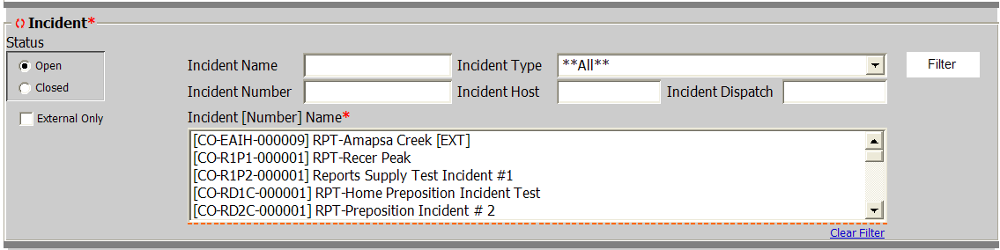 Incident*
Status
Open
Closed
External Only
Incident Name
Incident Type **All**
Filter
Incident Number
Incident Host
Incident Dispatch
Incident [Number] Name*
[CO-EAIH-000009] RPT-Amapsa Creek [EXT]
[CO-R1P1-000001] RPT-Recer Peak
[CO-R1P2-000001] Reports Supply Test Incident #1
[CO-RD1C-000001] RPT-Home Preposition Incident Test
[CO-RD2C-000001] RPT-Preposition Incident # 2
Clear Filter